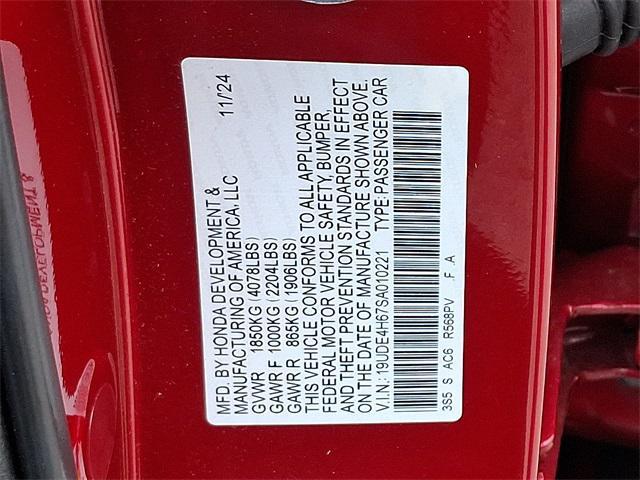 MFD. BY HONDA DEVELOPMENT & 11/24
MANUFACTURING OF AMERICA, LLC
GVWR 1850KG (4078LBS)
GAWR F 1000KG (2204LBS)
GAWR R 865KG (1906LBS)
THIS VEHICLE CONFORMS TO ALL APPLICABLE
FEDERAL MOTOR VEHICLE SAFETY, BUMPER,
AND THEFT PREVENTION STANDARDS IN EFFECT
ON THE DATE OF MANUFACTURE SHOWN ABOVE.
V.I.N.: 19UDE4H67SA010221 TYPE:PASSENGER CAR
3S5 S AC6 R568PV .F .A